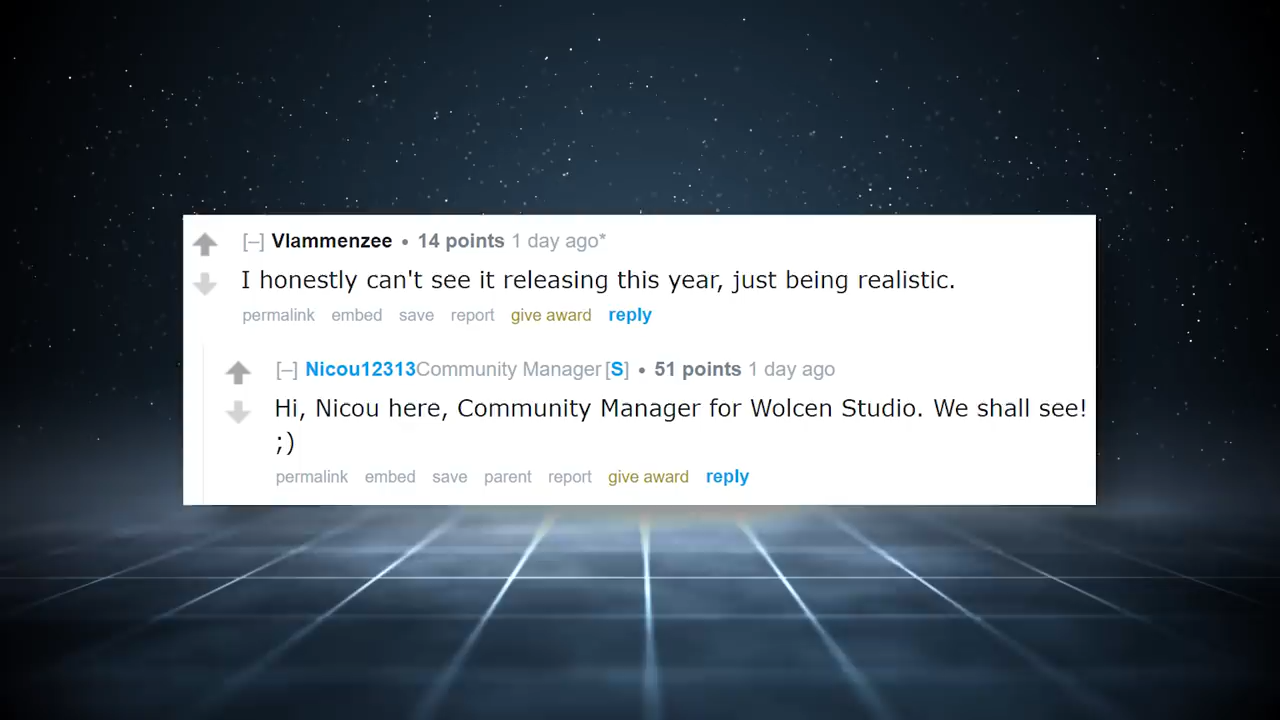 [–] Vlammenzee • 14 points 1 day ago*
I honestly can't see it releasing this year, just being realistic.
permalink embed save report give award reply
[–] Nicou12313Community Manager[S] • 51 points 1 day ago
Hi, Nicou here, Community Manager for Wolcen Studio. We shall see!
;)
permalink embed save parent report give award reply